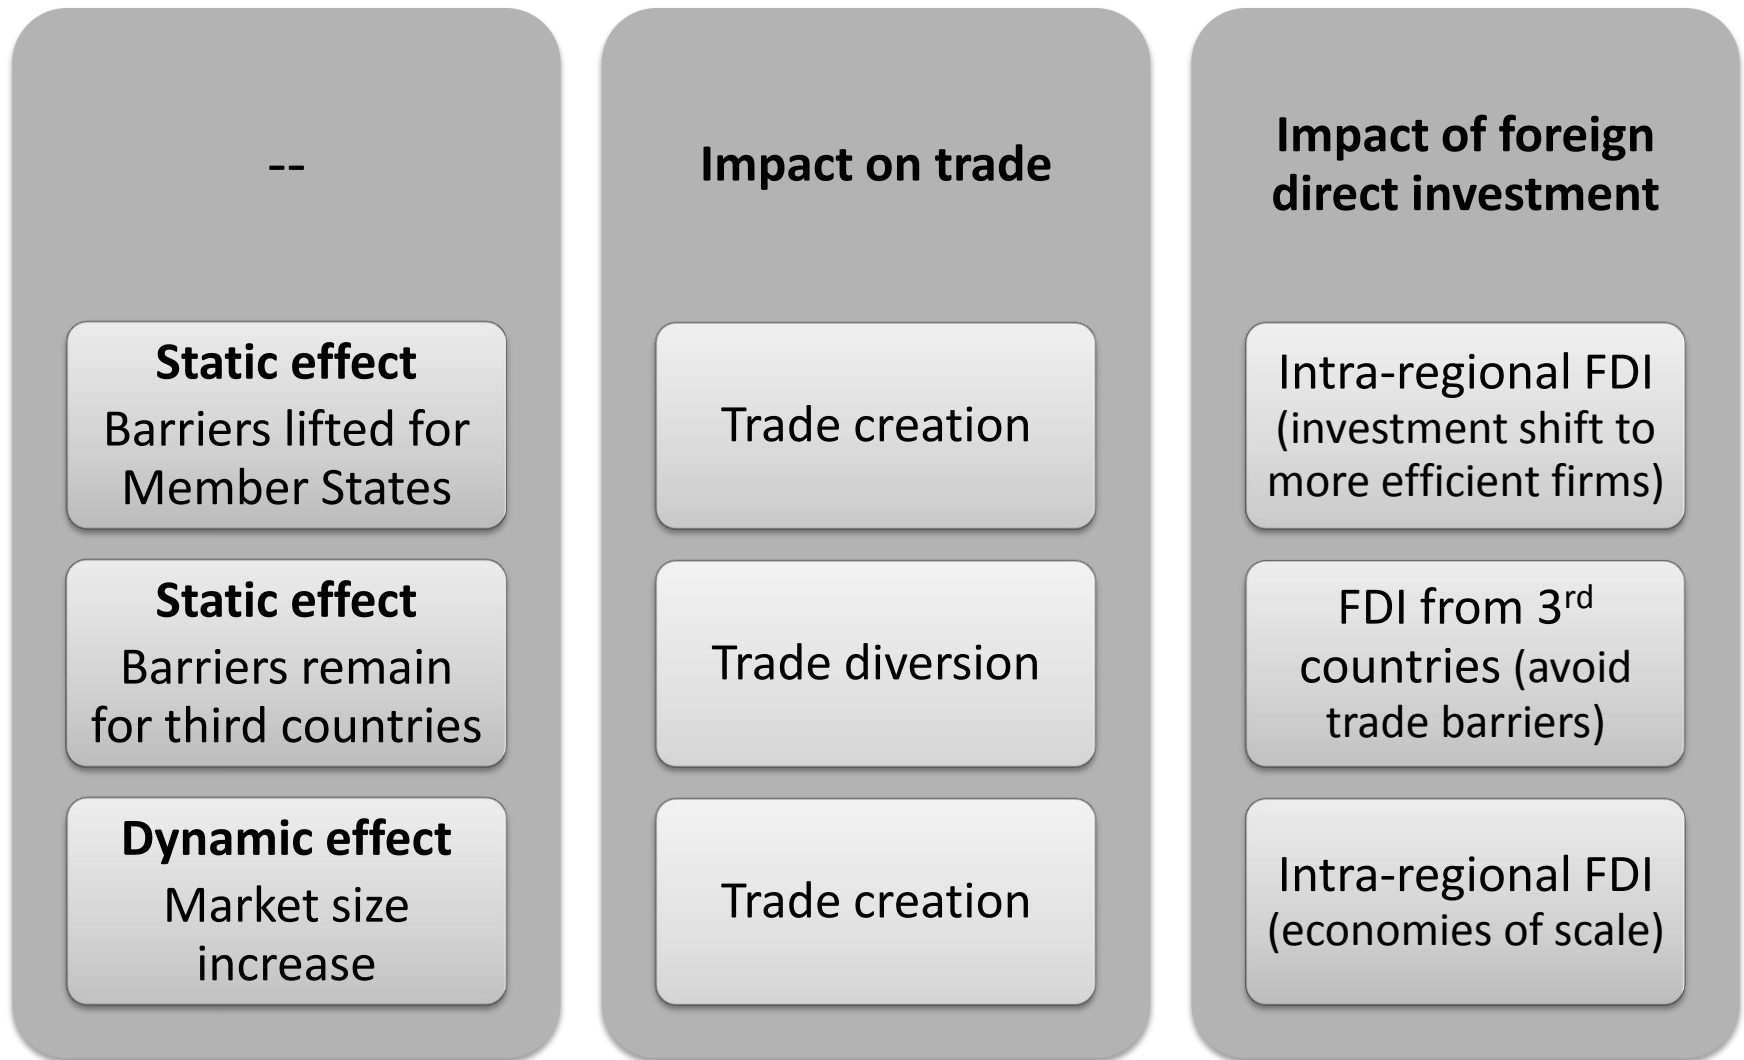 --
Static effect
Barriers lifted for
Member States
Static effect
Barriers remain
for third countries
Dynamic effect
Market size
increase
Impact on trade
Trade creation
Trade diversion
Trade creation
Impact of foreign
direct investment
Intra-regional FDI
(investment shift to
more efficient firms)
FDI from 3rd
countries (avoid
trade barriers)
Intra-regional FDI
(economies of scale)